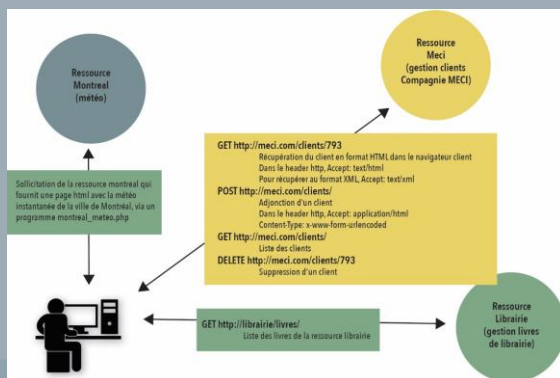 Ressource
Montreal
(météo)
Ressource
Meci
(gestion clients
Compagnie MECI)
GET http://meci.com/clients/793
Récupération du client en format HTML dans le navigateur client
Dans le header http, Accept: text/html
Pour récupérer au format XML, Accept: text/xml
POST http://meci.com/clients/
Adjonction d'un client
Dans le header http, Accept: application/html
Content-Type: x-www-form-urlencoded
GET http://meci.com/clients/
Liste des clients
DELETE http://meci.com/clients/793
Suppression d'un client
Sollicitation de la ressource montreal qui
fournit une page html avec la météo
instantanée de la ville de Montréal, via un
programme montreal_meteo.php
GET http://librairie/livres/
Liste des livres de la ressource librairie
Ressource
Librairie
(gestion livres
de librairie)